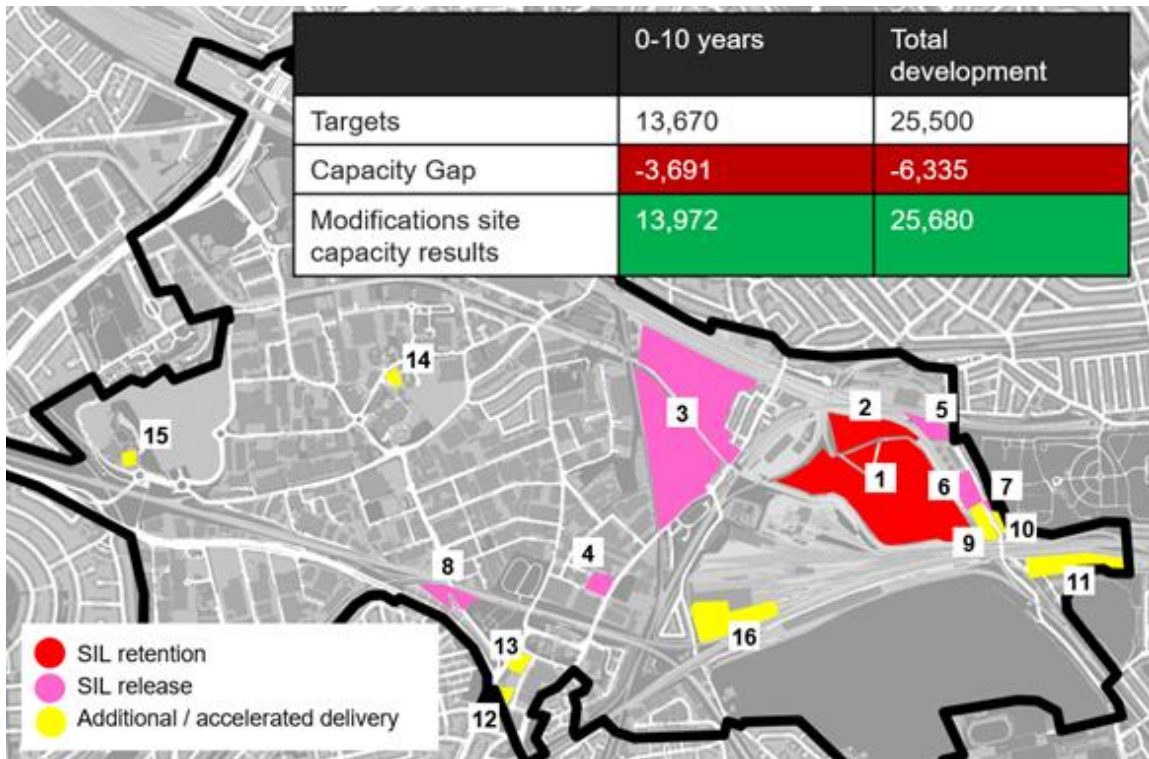 0-10 years
Total
development
Targets
13,670
25,500
Capacity Gap
-3,691
-6,335
Modifications site
capacity results
13,972
25,680
14
15
3
2
5
1
6
7
10
9
11
4
8
16
13
12
SIL retention
SIL release
Additional / accelerated delivery